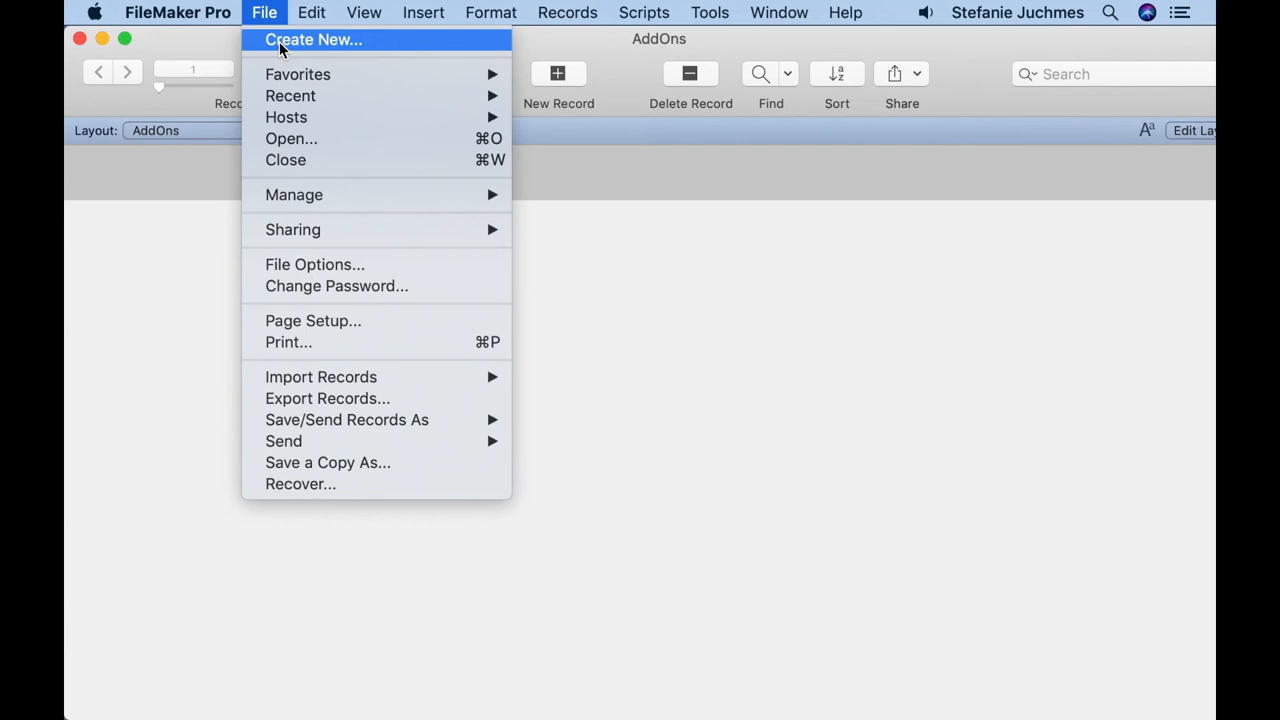 FileMaker Pro File Edit View Insert Format Records Scripts Tools Window Help Stefanie Juchmes
AddOns
Create New...
Favorites
Recent
Hosts
Open... ⌘O
Close ⌘W
Manage
Sharing
File Options...
Change Password...
Page Setup...
Print... ⌘P
Import Records
Export Records...
Save/Send Records As
Send
Save a Copy As...
Recover...
1
Search
New Record Delete Record Find Sort Share
Layout: AddOns
Aa